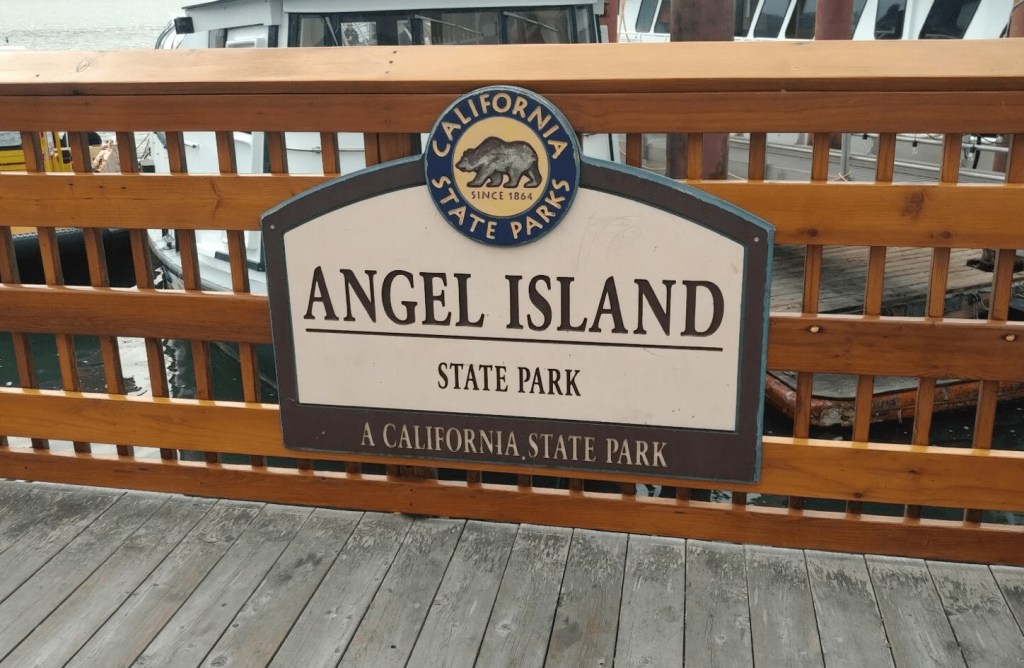 CALIFORNIA
SINCE 1864
STATE PARKS
ANGEL ISLAND
STATE PARK
A CALIFORNIA STATE PARK